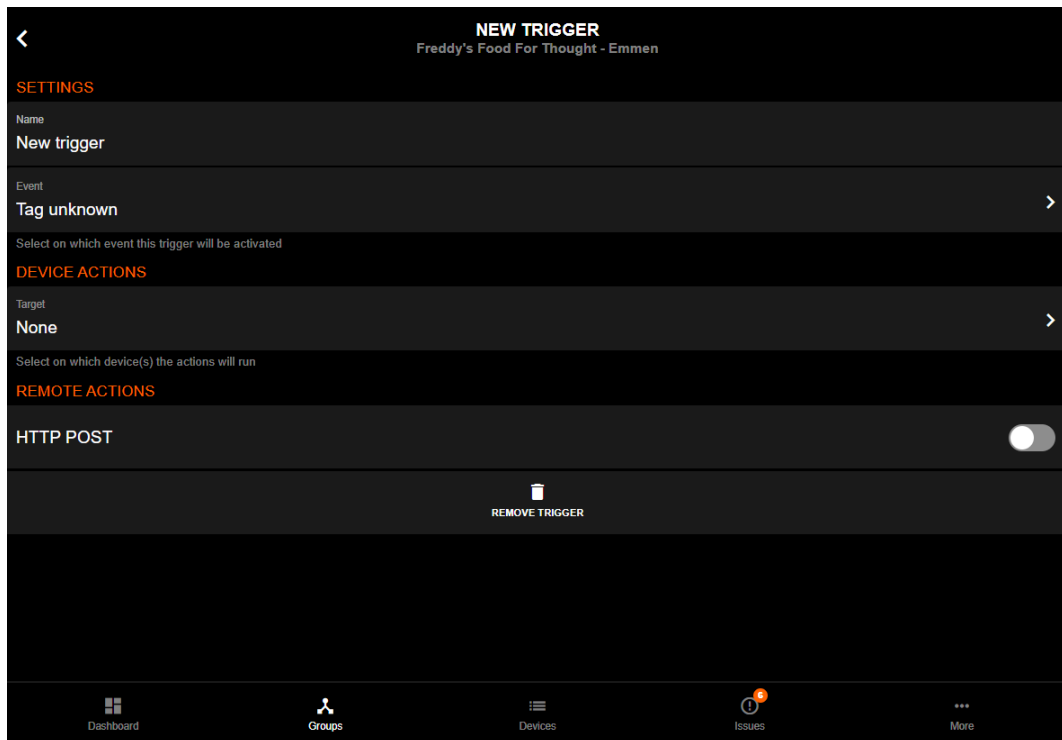 NEW TRIGGER
Freddy's Food For Thought - Emmen
SETTINGS
Name
New trigger
Event
Tag unknown
Select on which event this trigger will be activated
DEVICE ACTIONS
Target
None
Select on which device(s) the actions will run
REMOTE ACTIONS
HTTP POST
REMOVE TRIGGER
6
Dashboard
Groups
Devices
Issues
More